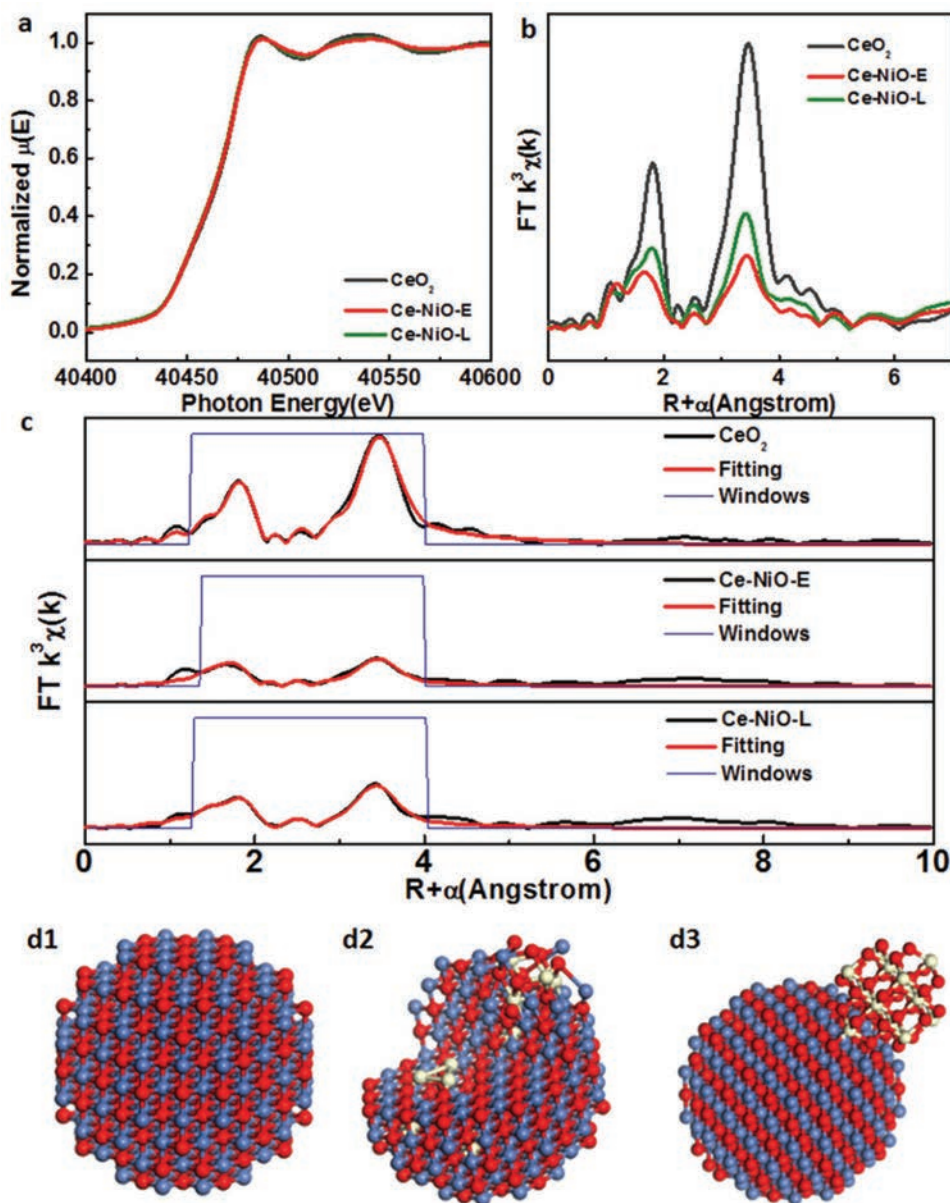 a
Normalized μ(E)
1.0
0.8
0.6
0.4
0.2
0.0
CeO2
Ce-NiO-E
Ce-NiO-L
40400 40450 40500 40550 40600
Photon Energy(eV)
b
FT k³χ(k)
CeO2
Ce-NiO-E
Ce-NiO-L
0 2 4 6
R+α(Angstrom)
c
FT k³χ(k)
CeO2
Fitting
Windows
Ce-NiO-E
Fitting
Windows
Ce-NiO-L
Fitting
Windows
0 2 4 6 8 10
R+α(Angstrom)
d1 d2 d3